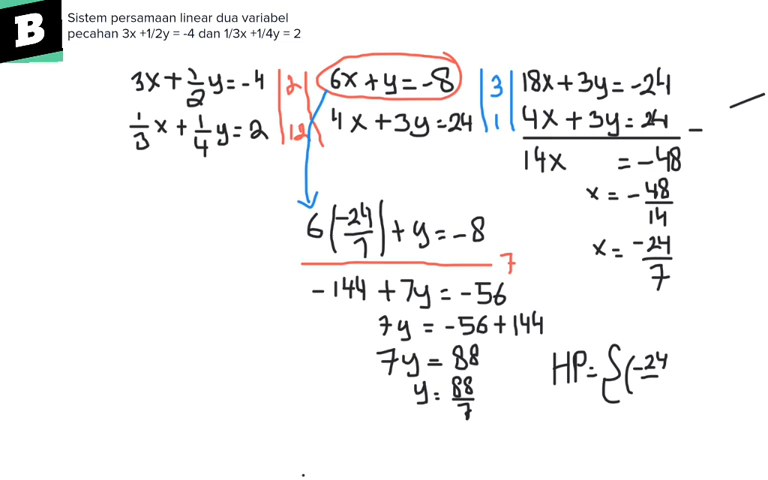 B
Sistem persamaan linear dua variabel
pecahan 3x +1/2y = -4 dan 1/3x +1/4y = 2
3x + 1/2 y = -4 |2| 6x + y = -8 |3| 18x + 3y = -24
1/3 x + 1/4 y = 2 |12| 4x + 3y = 24 |1| 4x + 3y = 24 -
14x = -48
x = - 48/14
x = -24/7
6(-24/7) + y = -8
7
-144 + 7y = -56
7y = -56 + 144
7y = 88
y = 88/7
HP = {(-24